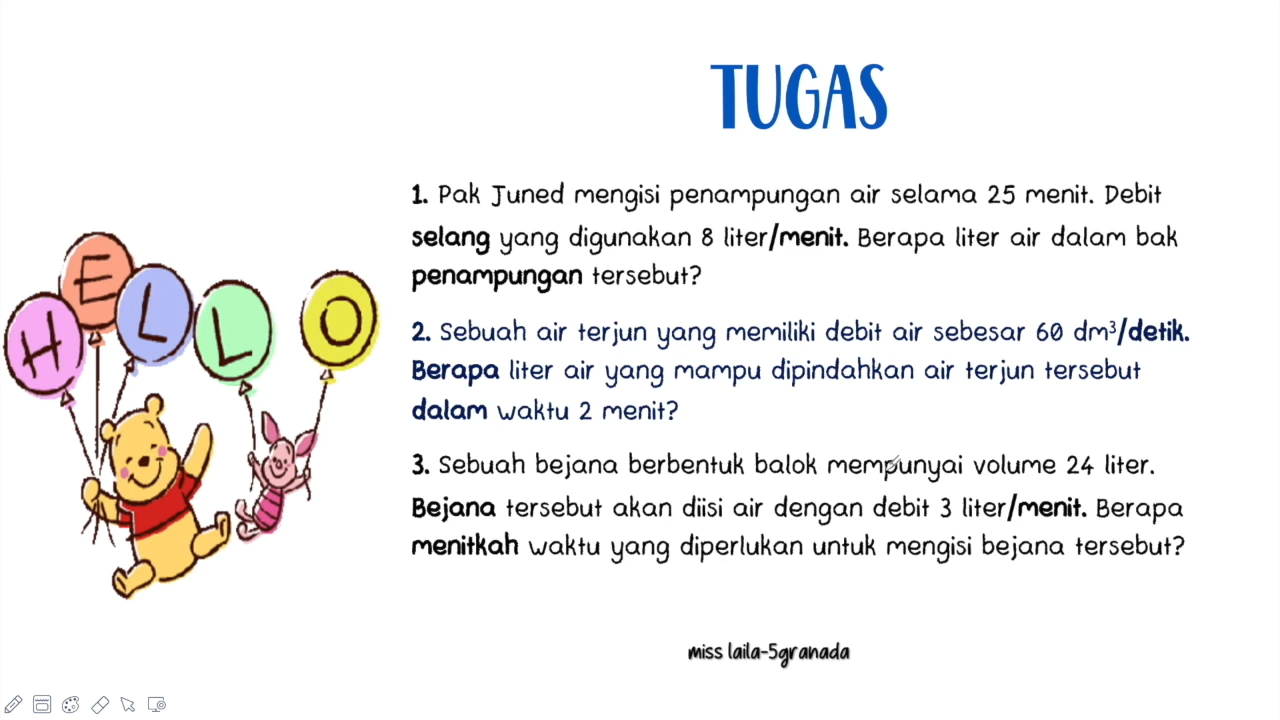 TUGAS
1. Pak Juned mengisi penampungan air selama 25 menit. Debit
selang yang digunakan 8 liter/menit. Berapa liter air dalam bak
penampungan tersebut?
2. Sebuah air terjun yang memiliki debit air sebesar 60 dm³/detik.
Berapa liter air yang mampu dipindahkan air terjun tersebut
dalam waktu 2 menit?
3. Sebuah bejana berbentuk balok mempunyai volume 24 liter.
Bejana tersebut akan diisi air dengan debit 3 liter/menit. Berapa
menitkah waktu yang diperlukan untuk mengisi bejana tersebut?
HELLO
miss laila-5granada